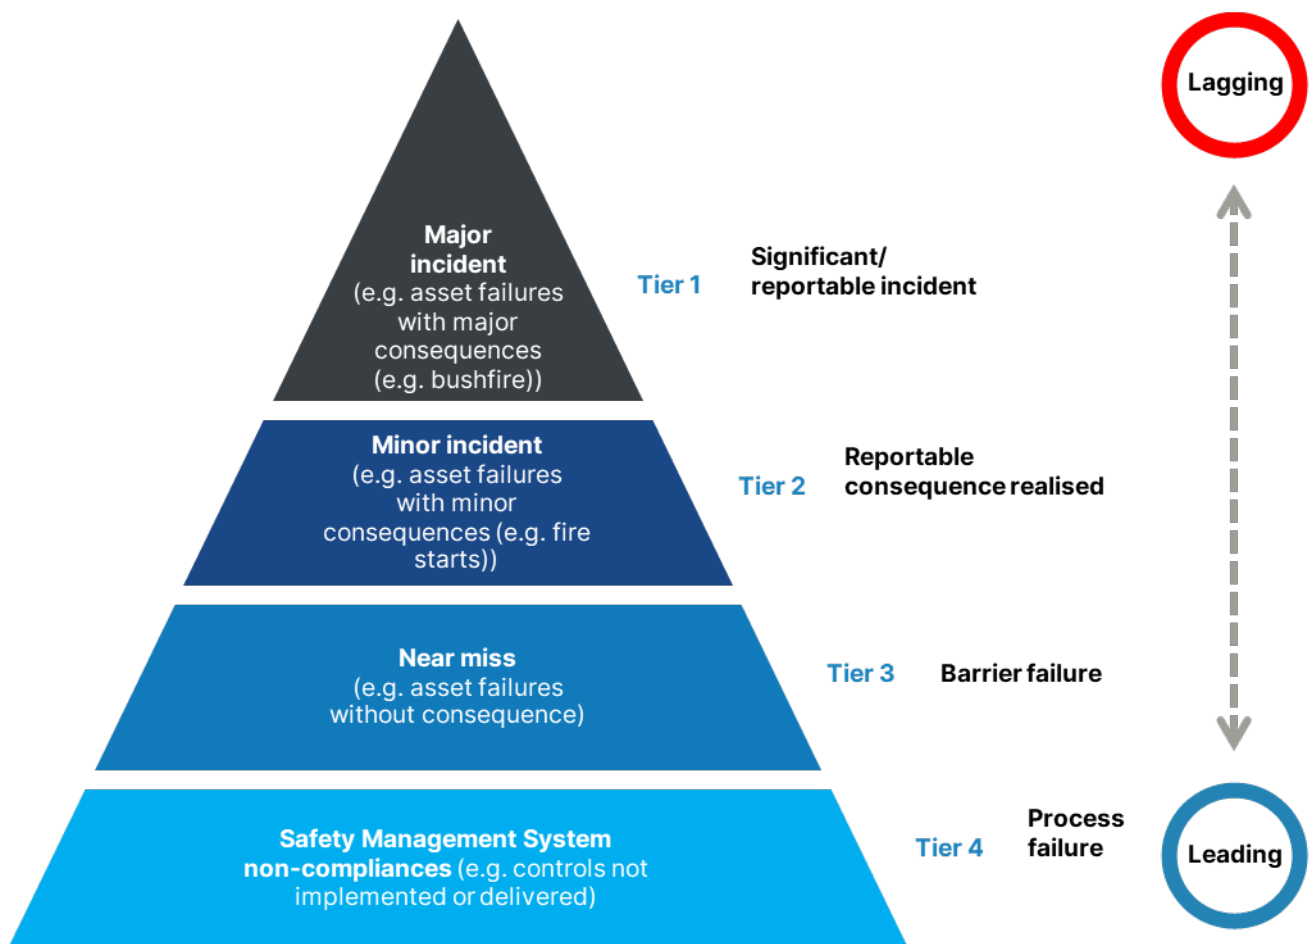 Lagging
Major
incident
(e.g. asset failures
with major
consequences
(e.g. bushfire))
Tier 1
Significant/
reportable incident
Minor incident
(e.g. asset failures
with minor
consequences (e.g. fire
starts))
Tier 2
Reportable
consequence realised
Near miss
(e.g. asset failures
without consequence)
Tier 3
Barrier failure
Safety Management System
non-compliances (e.g. controls not
implemented or delivered)
Tier 4
Process
failure
Leading